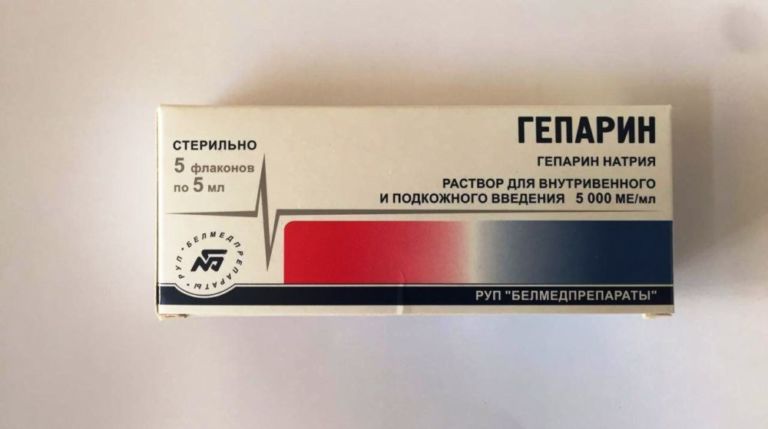 СТЕРИЛЬНО
5 флаконов
по 5 мл
РУП "БЕЛМЕДПРЕПАРАТЫ"
ГЕПАРИН
ГЕПАРИН НАТРИЯ
РАСТВОР ДЛЯ ВНУТРИВЕННОГО
И ПОДКОЖНОГО ВВЕДЕНИЯ 5 000 МЕ/мл
РУП "БЕЛМЕДПРЕПАРАТЫ"